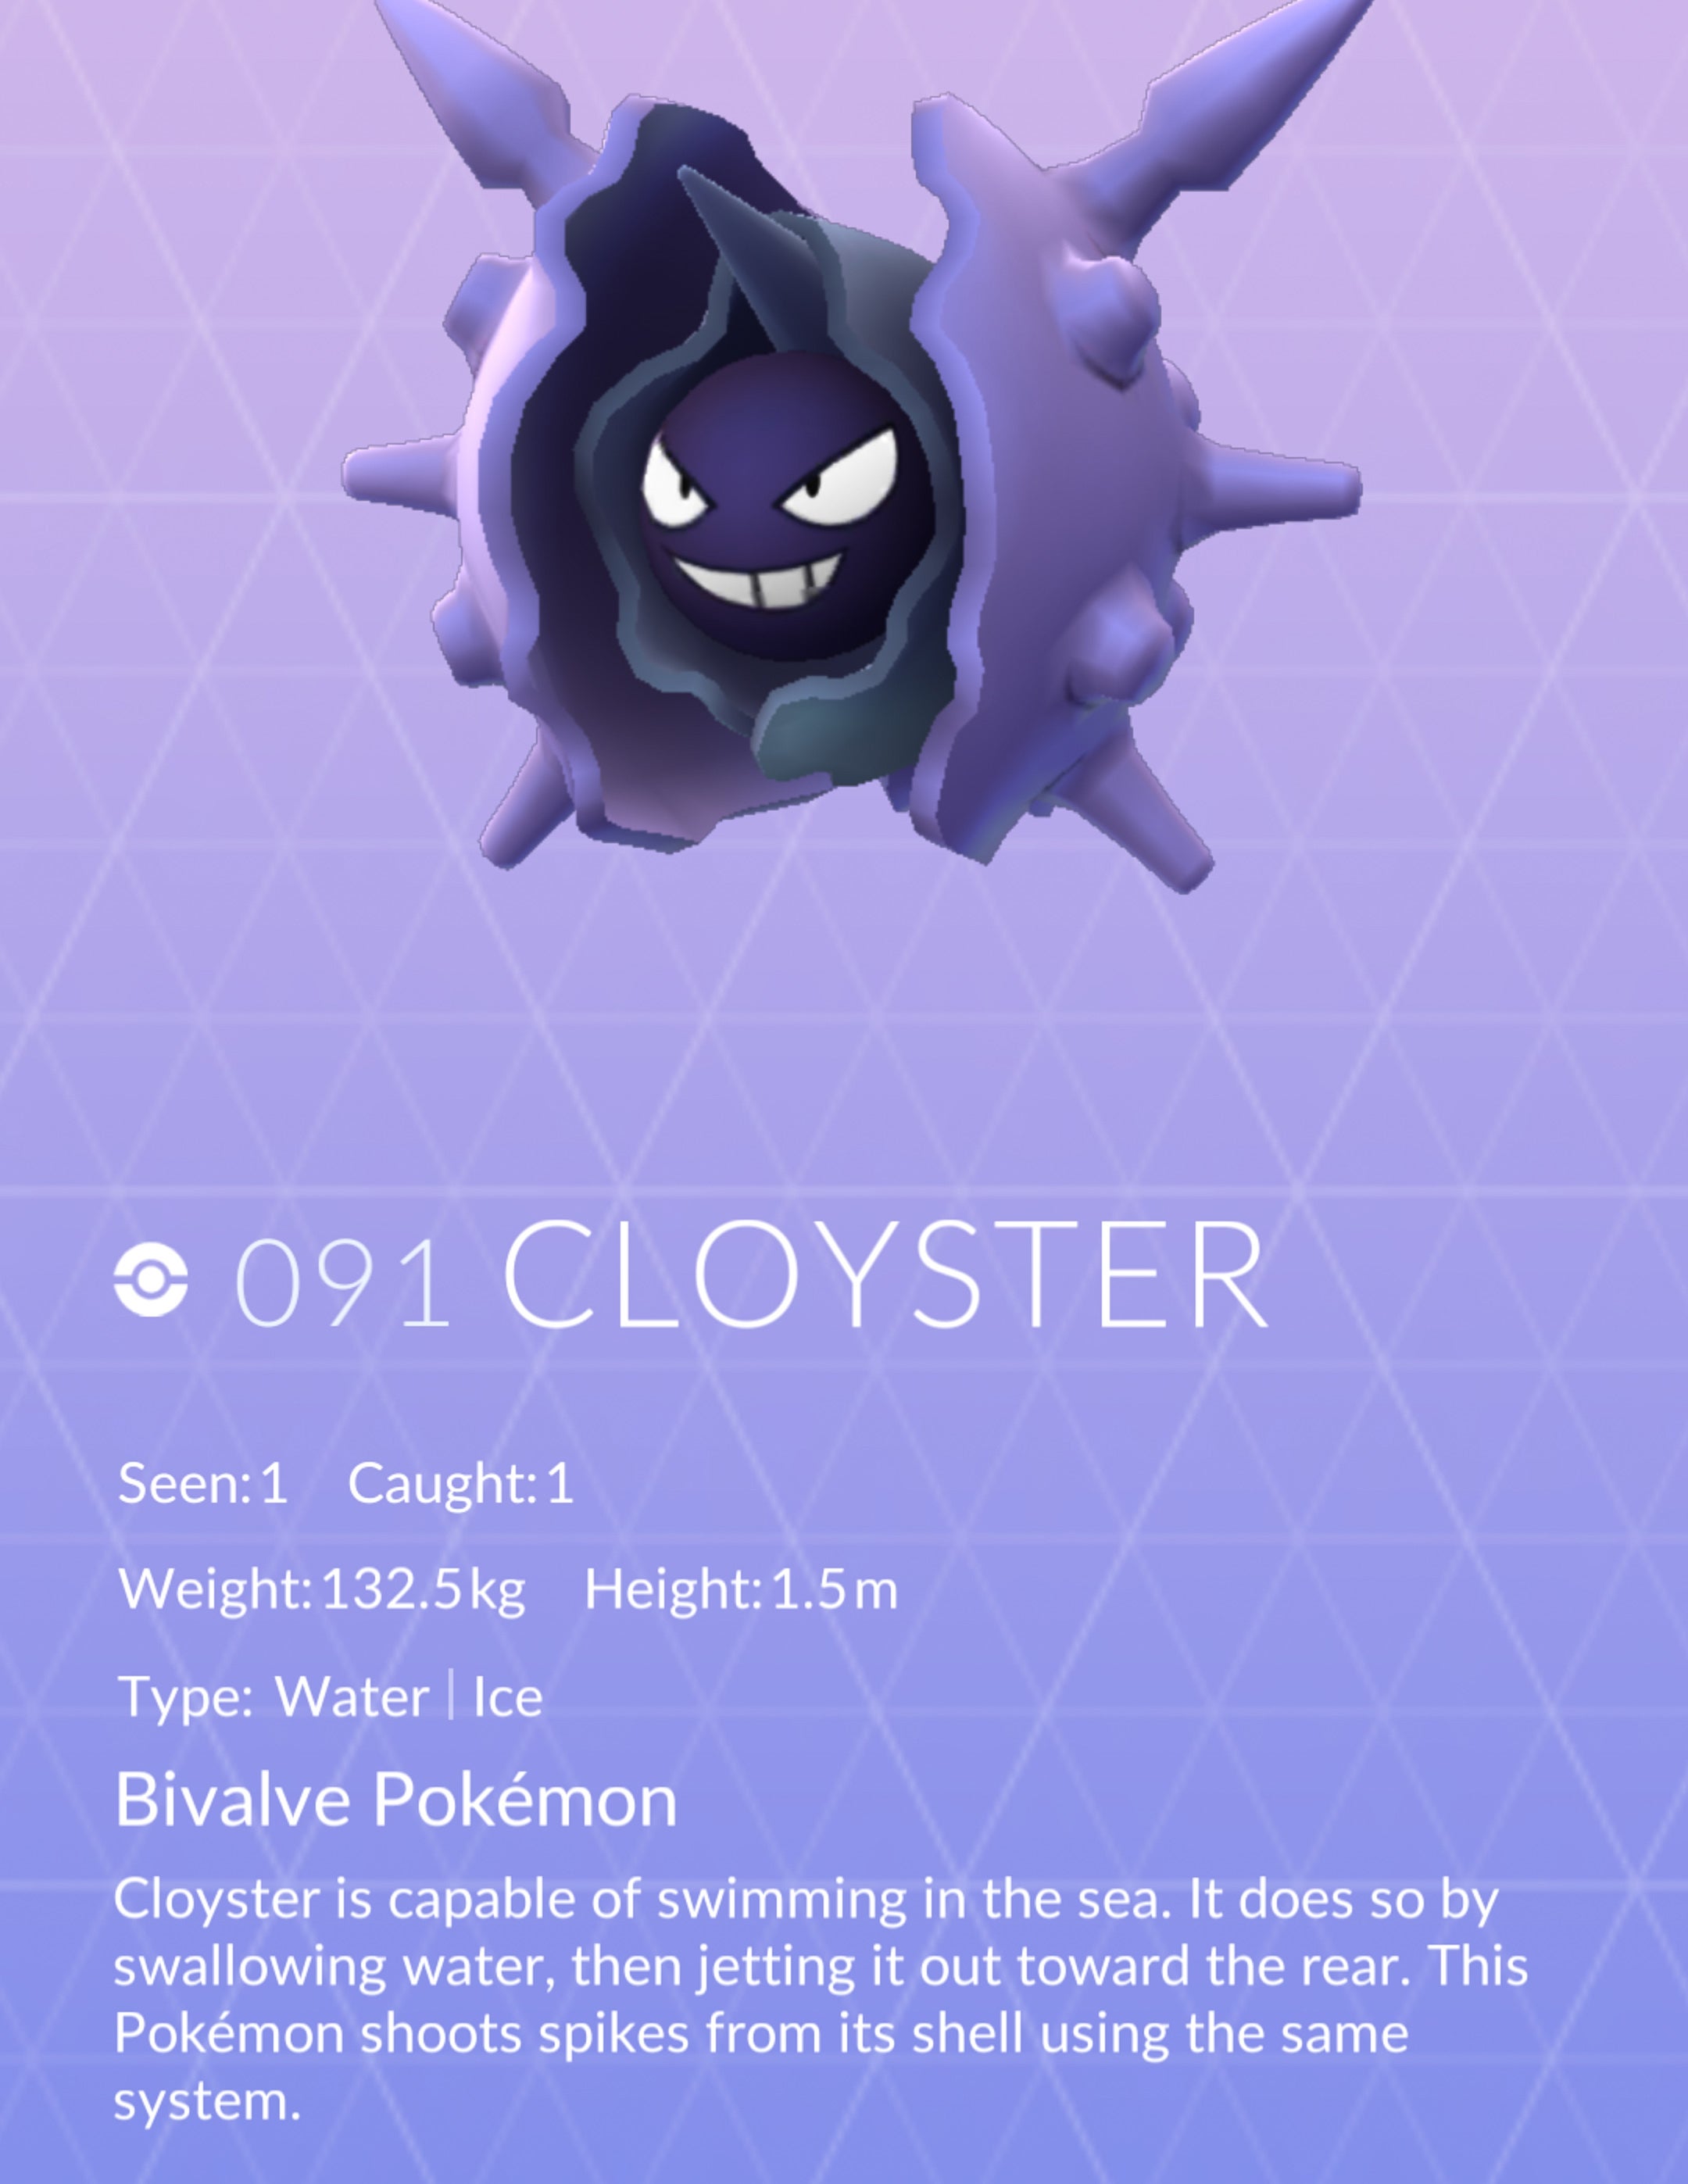 091 CLOYSTER
Seen: 1 Caught: 1
Weight: 132.5 kg Height: 1.5 m
Type: Water | Ice
Bivalve Pokémon
Cloyster is capable of swimming in the sea. It does so by
swallowing water, then jetting it out toward the rear. This
Pokémon shoots spikes from its shell using the same
system.